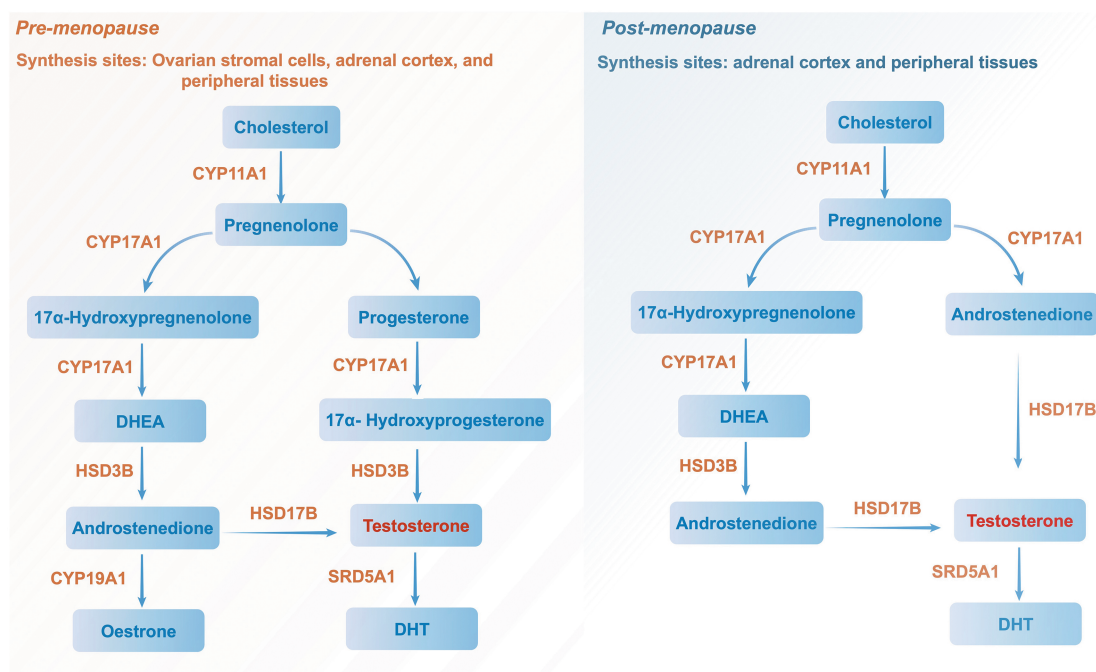 Pre-menopause
Synthesis sites: Ovarian stromal cells, adrenal cortex, and
peripheral tissues
Cholesterol
CYP11A1
Pregnenolone
CYP17A1
17α-Hydroxypregnenolone
Progesterone
CYP17A1
CYP17A1
DHEA
17α- Hydroxyprogesterone
HSD3B
HSD3B
Androstenedione
HSD17B
Testosterone
CYP19A1
SRD5A1
Oestrone
DHT
Post-menopause
Synthesis sites: adrenal cortex and peripheral tissues
Cholesterol
CYP11A1
Pregnenolone
CYP17A1
CYP17A1
17α-Hydroxypregnenolone
Androstenedione
CYP17A1
DHEA
HSD17B
HSD3B
Androstenedione
HSD17B
Testosterone
SRD5A1
DHT